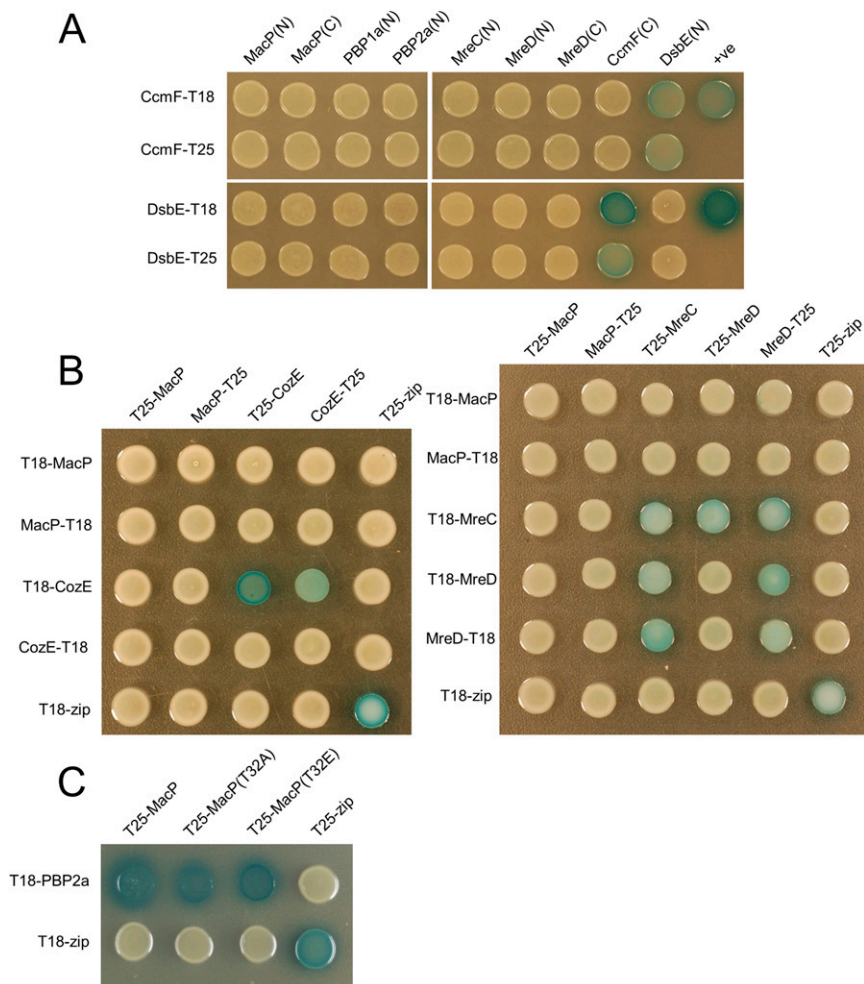 A
MacP(N) MacP(C) PBP1a(N) PBP2a(N) MreC(N) MreD(N) MreD(C) CcmF(C) DsbE(N) +ve
CcmF-T18
CcmF-T25
DsbE-T18
DsbE-T25
B
T25-MacP MacP-T25 T25-CozE CozE-T25 T25-zip
T18-MacP
MacP-T18
T18-CozE
CozE-T18
T18-zip
T25-MacP MacP-T25 T25-MreC T25-MreD MreD-T25 T25-zip
T18-MacP
MacP-T18
T18-MreC
T18-MreD
MreD-T18
T18-zip
C
T25-MacP T25-MacP(T32A) T25-MacP(T32E) T25-zip
T18-PBP2a
T18-zip